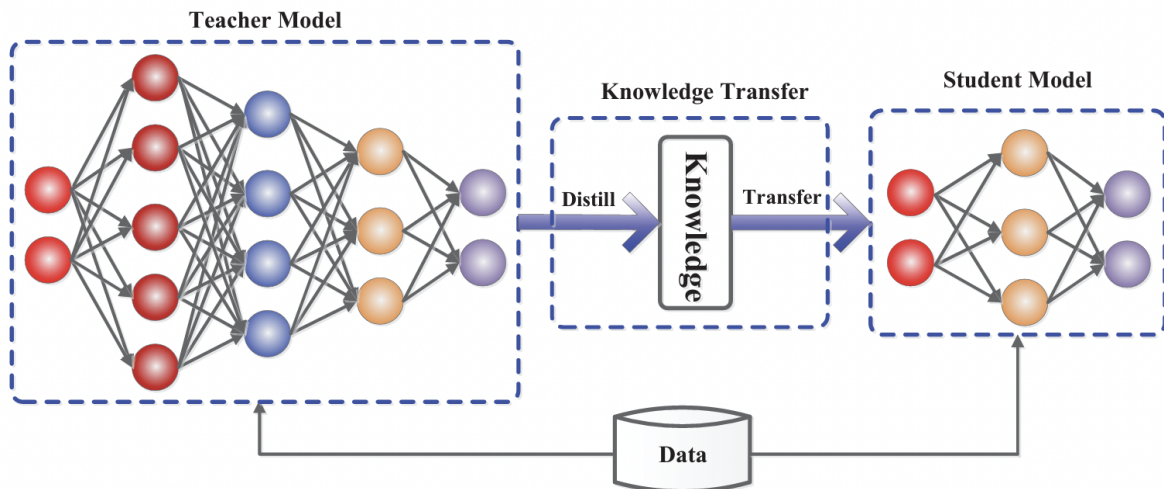 Teacher Model
Knowledge Transfer
Student Model
Distill
Knowledge
Transfer
Data